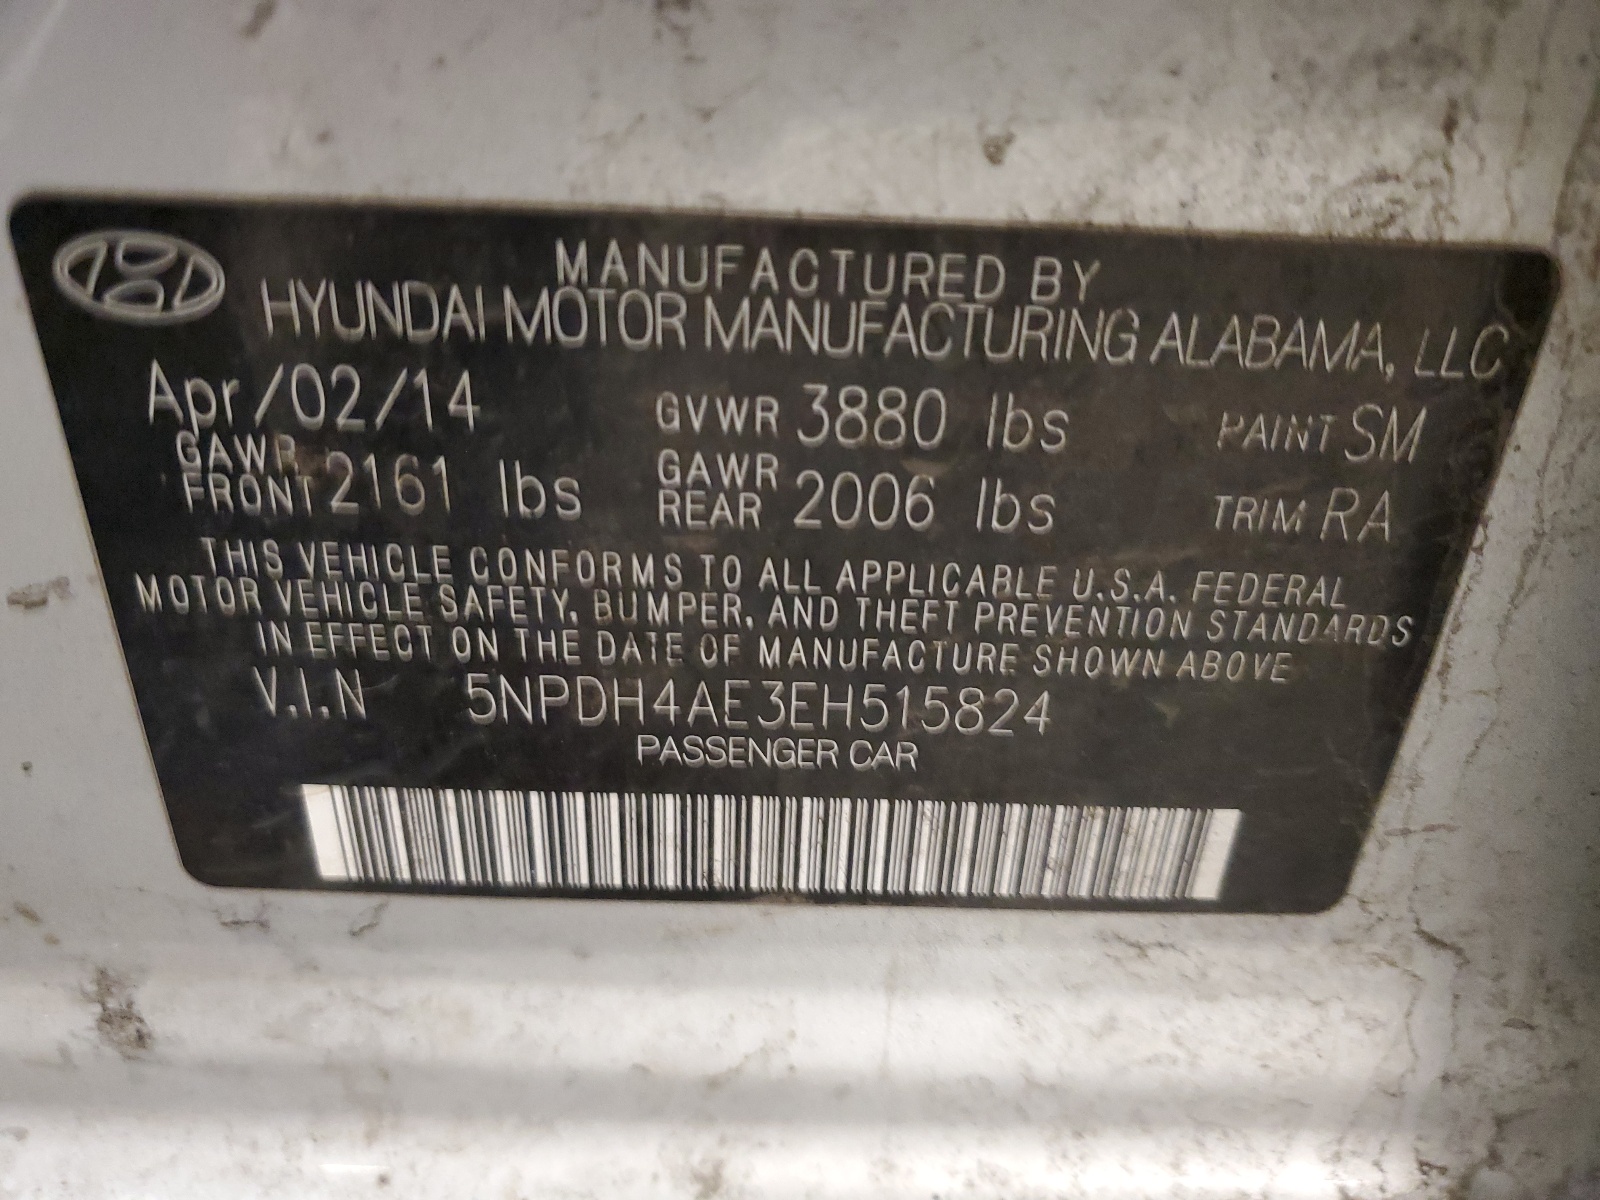 MANUFACTURED BY
HYUNDAI MOTOR MANUFACTURING ALABAMA, LLC
Apr/02/14 GVWR 3880 lbs PAINT SM
GAWR FRONT 2161 lbs GAWR REAR 2006 lbs TRIM RA
THIS VEHICLE CONFORMS TO ALL APPLICABLE U.S.A. FEDERAL
MOTOR VEHICLE SAFETY, BUMPER, AND THEFT PREVENTION STANDARDS
IN EFFECT ON THE DATE OF MANUFACTURE SHOWN ABOVE
V.I.N 5NPDH4AE3EH515824
PASSENGER CAR